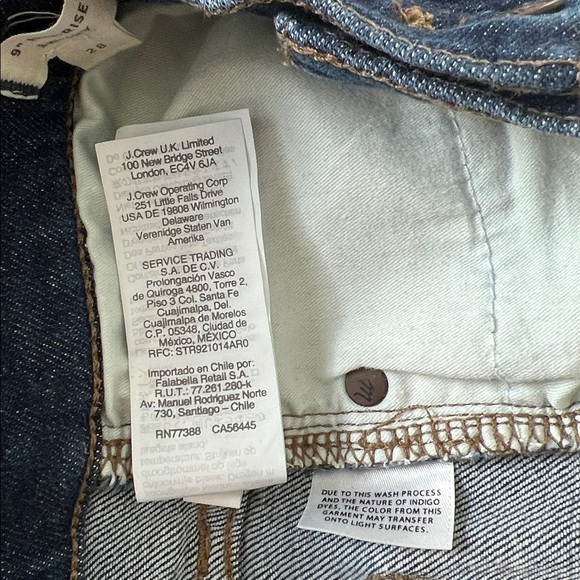 9"
RISE
28
J.Crew U.K. Limited
100 New Bridge Street
London, EC4V 6JA
J.Crew Operating Corp
251 Little Falls Drive
USA DE 19808 Wilmington
Delaware
Verenidge Staten Van
Amerika
SERVICE TRADING
S.A. DE C.V.
Prolongación Vasco
de Quiroga 4800, Torre 2,
Piso 3 Col. Santa Fe
Cuajimalpa, Del.
Cuajimalpa de Morelos
C.P. 05348, Ciudad de
México, MÉXICO
RFC: STR921014AR0
Importado en Chile por:
Falabella Retail S.A.
R.U.T.: 77.261.280-k
Av: Manuel Rodriguez Norte
730, Santiago – Chile
RN77388 CA56445
DUE TO THIS WASH PROCESS
AND THE NATURE OF INDIGO
DYES, THE COLOR FROM THIS
GARMENT MAY TRANSFER
ONTO LIGHT SURFACES.